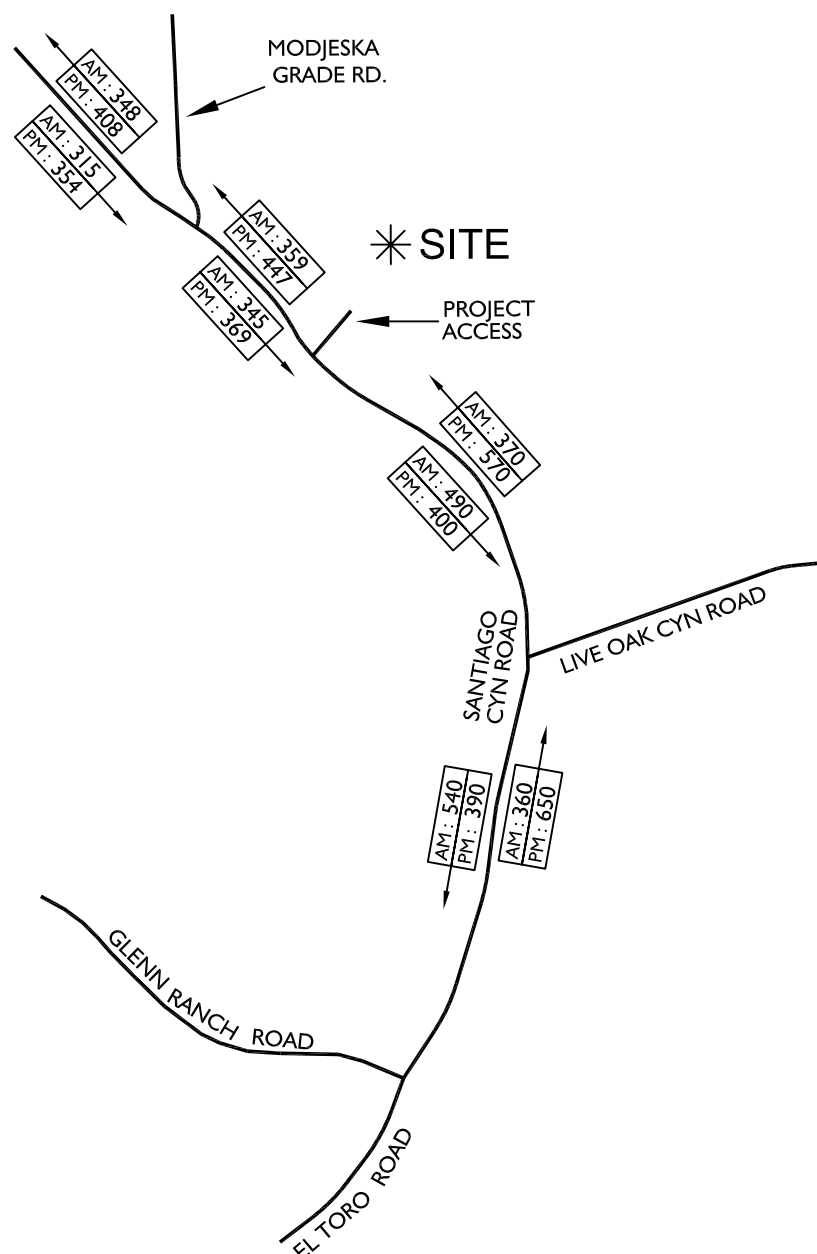 MODJESKA
GRADE RD.
AM : 348
PM : 408
AM : 315
PM : 354
AM : 359
PM : 447
SITE
AM : 345
PM : 369
PROJECT
ACCESS
AM : 370
PM : 570
AM : 490
PM : 400
SANTIAGO
CYN ROAD
LIVE OAK CYN ROAD
AM : 540
PM : 390
AM : 360
PM : 650
GLENN RANCH ROAD
EL TORO ROAD